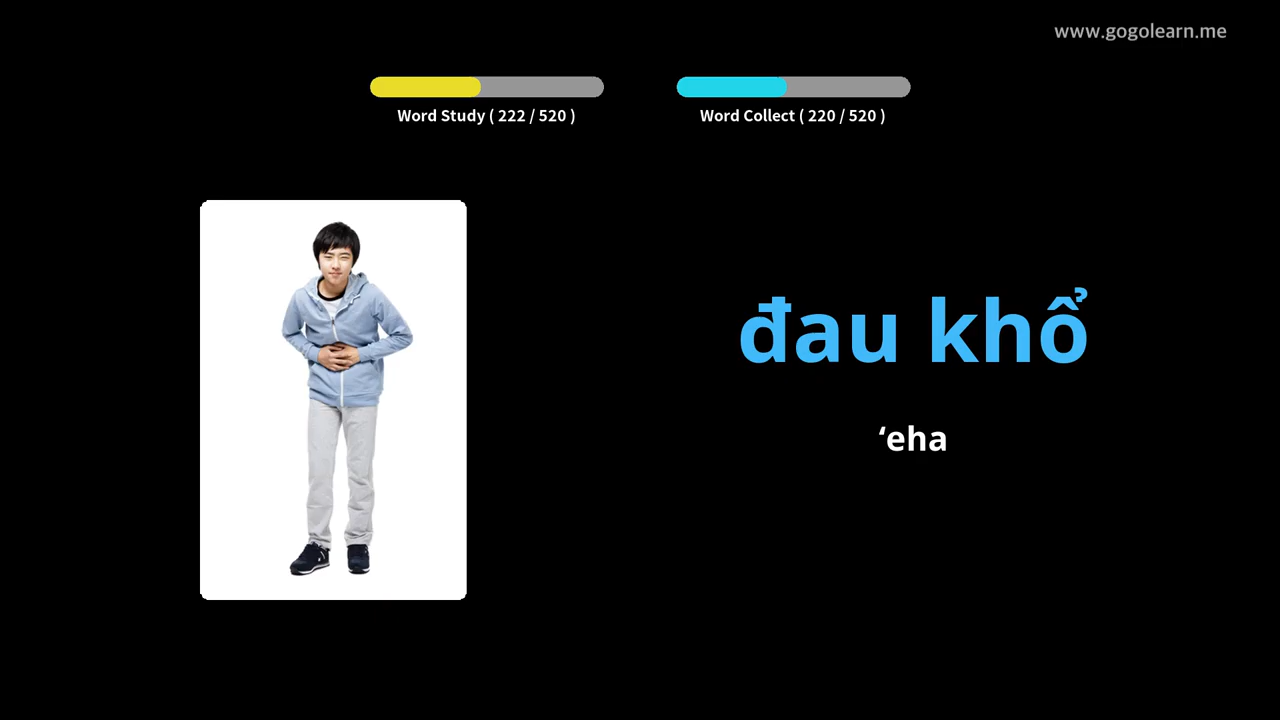 www.gogolearn.me
Word Study ( 222 / 520 )
Word Collect ( 220 / 520 )
đau khổ
ʻeha